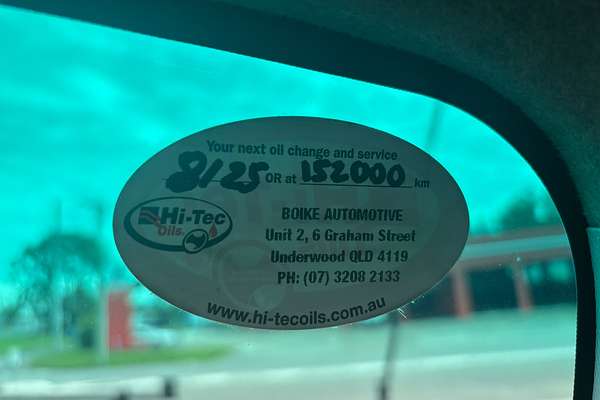 Your next oil change and service
8/25 OR at 152000 km
Hi-Tec
Oils
BOIKE AUTOMOTIVE
Unit 2, 6 Graham Street
Underwood QLD 4119
PH: (07) 3208 2133
www.hi-tecoils.com.au